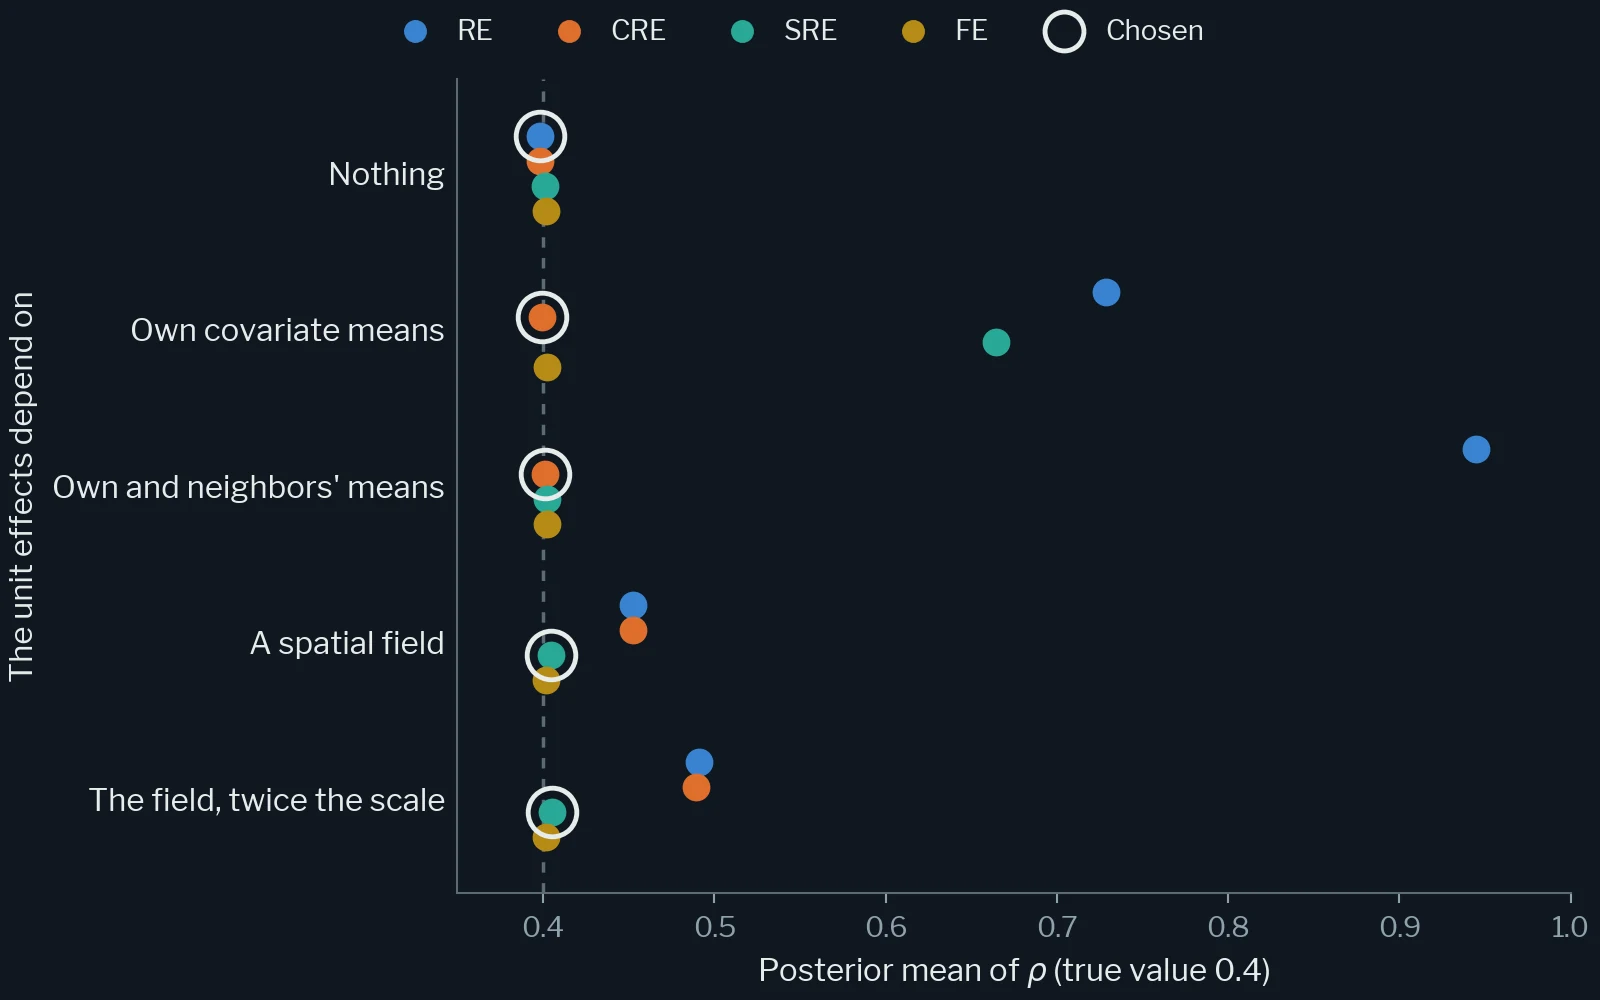 RE CRE SRE FE Chosen
The unit effects depend on
Nothing
Own covariate means
Own and neighbors' means
A spatial field
The field, twice the scale
0.4 0.5 0.6 0.7 0.8 0.9 1.0
Posterior mean of ρ (true value 0.4)